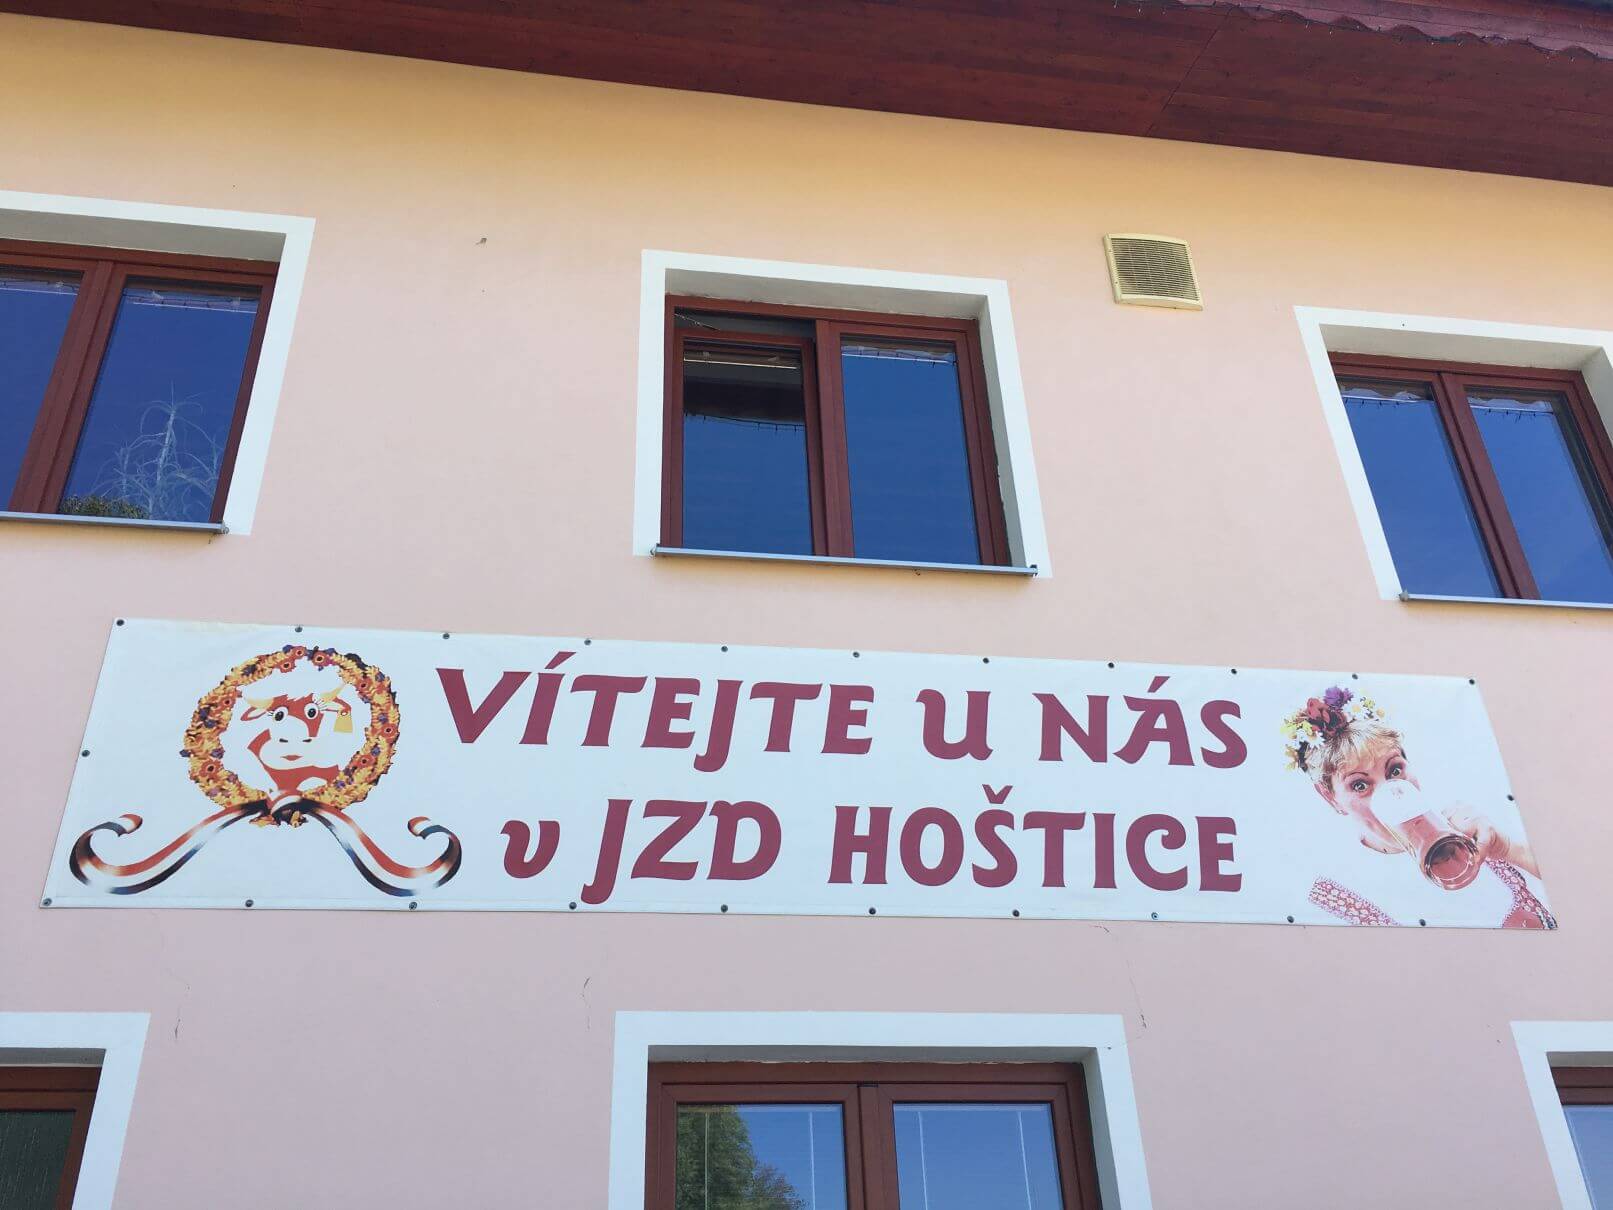 VÍTEJTE U NÁS
v JZD HOŠTICE